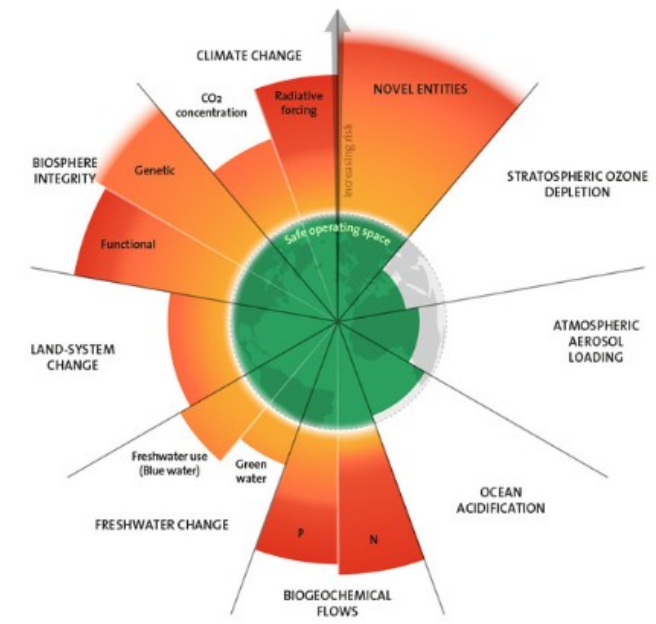 CLIMATE CHANGE
CO2
concentration
Radiative
forcing
Increasing risk
NOVEL ENTITIES
STRATOSPHERIC OZONE
DEPLETION
ATMOSPHERIC
AEROSOL
LOADING
OCEAN
ACIDIFICATION
BIOGEOCHEMICAL
FLOWS
P
N
FRESHWATER CHANGE
Freshwater use
(Blue water)
Green
water
LAND-SYSTEM
CHANGE
BIOSPHERE
INTEGRITY
Genetic
Functional
Safe operating space